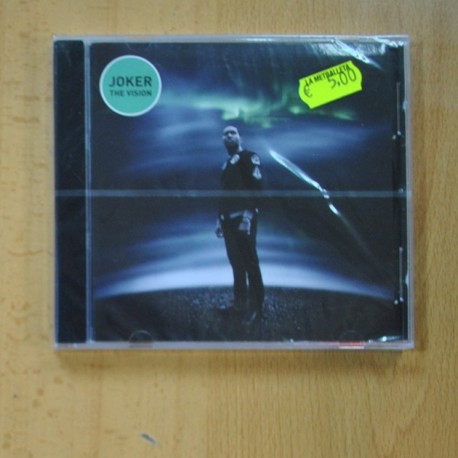 JOKER
THE VISION
LA METRALLETA
€ 5,00